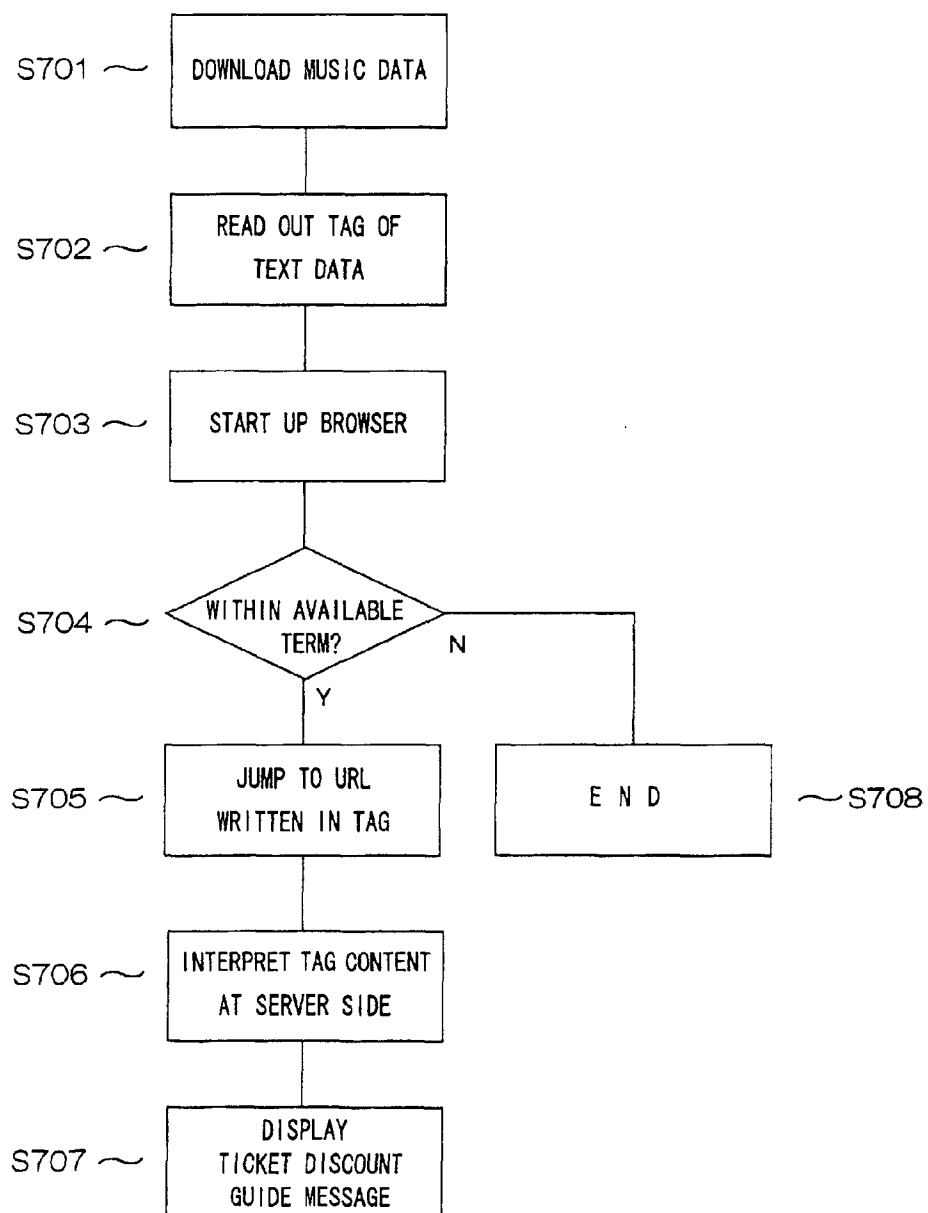 S701 ~ DOWNLOAD MUSIC DATA
S702 ~ READ OUT TAG OF
TEXT DATA
S703 ~ START UP BROWSER
S704 ~ WITHIN AVAILABLE
TERM?
N
Y
S705 ~ JUMP TO URL
WRITTEN IN TAG
E N D ~ S708
S706 ~ INTERPRET TAG CONTENT
AT SERVER SIDE
S707 ~ DISPLAY
TICKET DISCOUNT
GUIDE MESSAGE